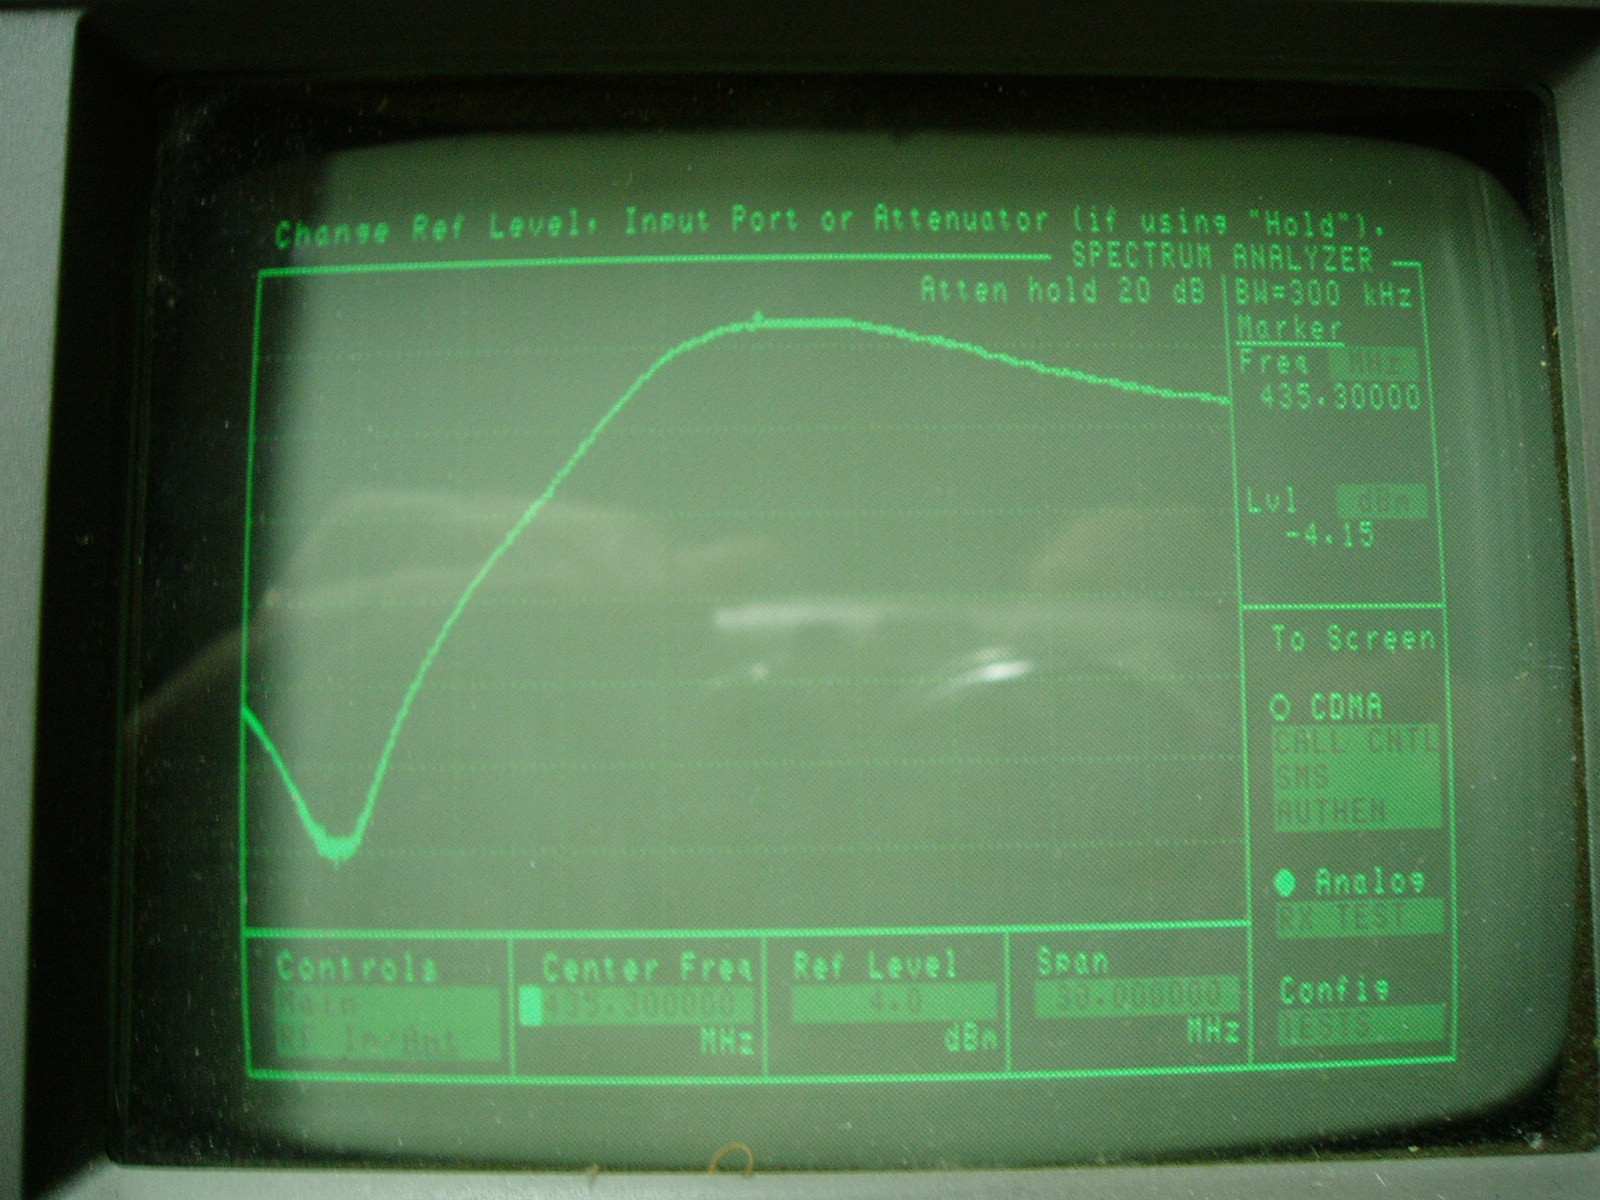 Change Ref Level, Input Port or Attenuator (if using "Hold").
SPECTRUM ANALYZER
Atten hold 20 dB
BW=300 kHz
Marker
Freq MHz
435.30000
Lvl dBm
-4.15
To Screen
CDMA
CALL CNTL
SMS
AUTHEN
Analog
RX TEST
Config
TESTS
Controls
Main
RF In/Ant
Center Freq
435.300000
MHz
Ref Level
4.0
dBm
Span
30.000000
MHz